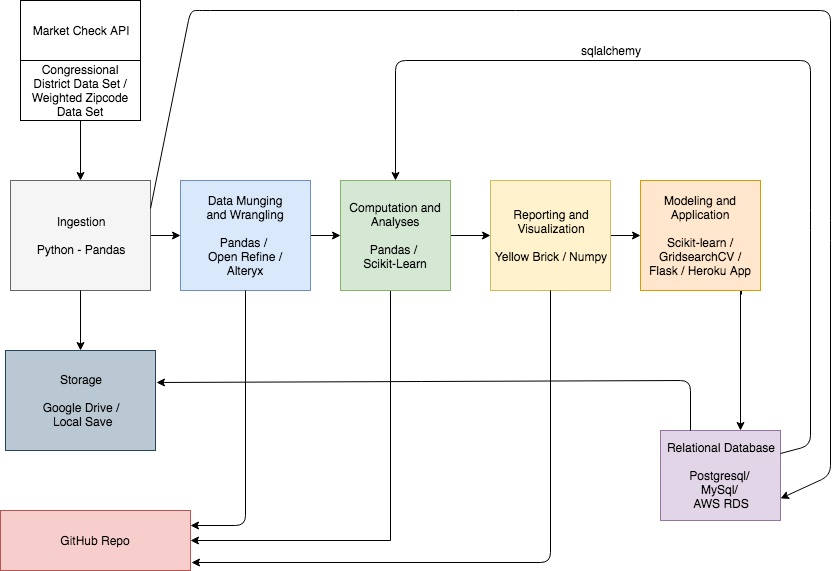 sqlalchemy
Market Check API
Congressional
District Data Set /
Weighted Zipcode
Data Set
Ingestion
Python - Pandas
Data Munging
and Wrangling
Pandas /
Open Refine /
Alteryx
Computation and
Analyses
Pandas /
Scikit-Learn
Reporting and
Visualization
Yellow Brick / Numpy
Modeling and
Application
Scikit-learn /
GridsearchCV /
Flask / Heroku App
Storage
Google Drive /
Local Save
Relational Database
Postgresql/
MySql/
AWS RDS
GitHub Repo